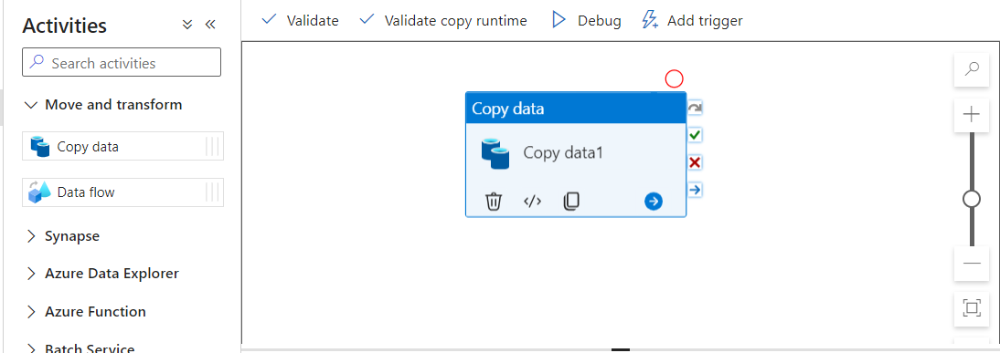 Activities
Search activities
Move and transform
Copy data
Data flow
Synapse
Azure Data Explorer
Azure Function
Batch Service
Validate
Validate copy runtime
Debug
Add trigger
Copy data
Copy data1